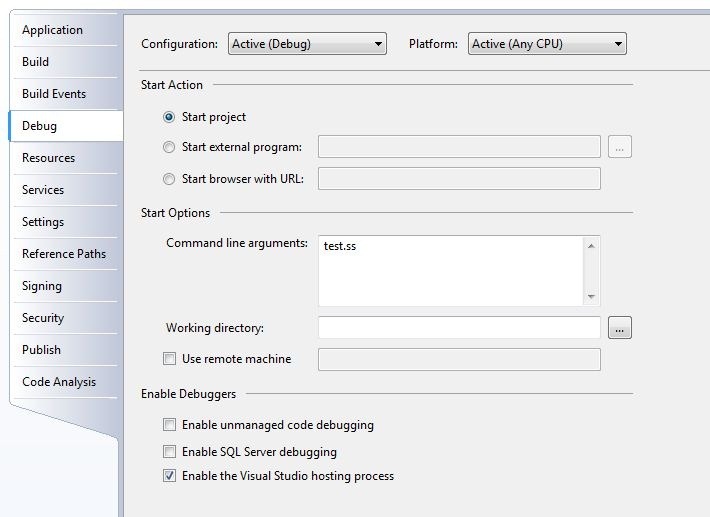 Application
Build
Build Events
Debug
Resources
Services
Settings
Reference Paths
Signing
Security
Publish
Code Analysis
Configuration: Active (Debug) Platform: Active (Any CPU)
Start Action
Start project
Start external program: ...
Start browser with URL:
Start Options
Command line arguments: test.ss
Working directory: ...
Use remote machine
Enable Debuggers
Enable unmanaged code debugging
Enable SQL Server debugging
Enable the Visual Studio hosting process